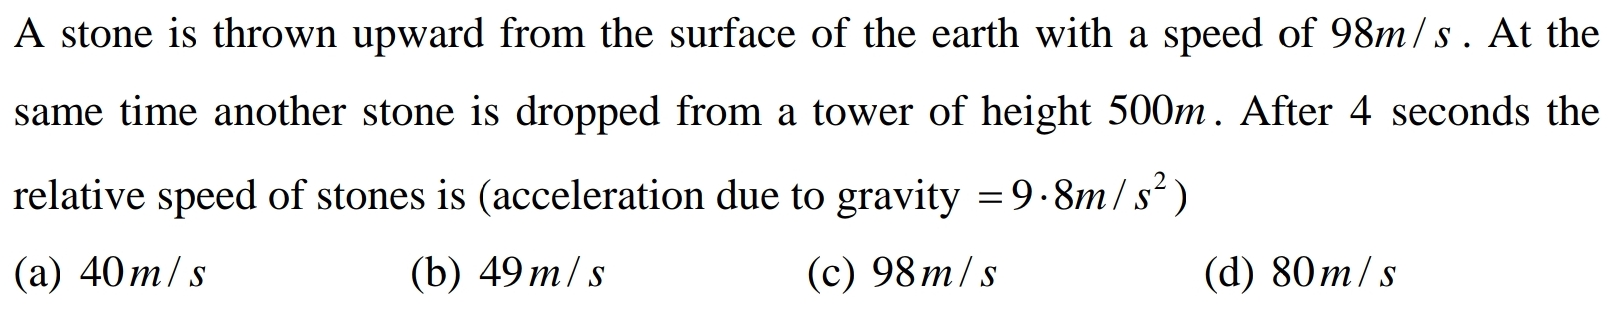 A stone is thrown upward from the surface of the earth with a speed of 98m/s. At the
same time another stone is dropped from a tower of height 500m. After 4 seconds the
relative speed of stones is (acceleration due to gravity =9·8m/s²)
(a) 40m/s (b) 49m/s (c) 98m/s (d) 80m/s